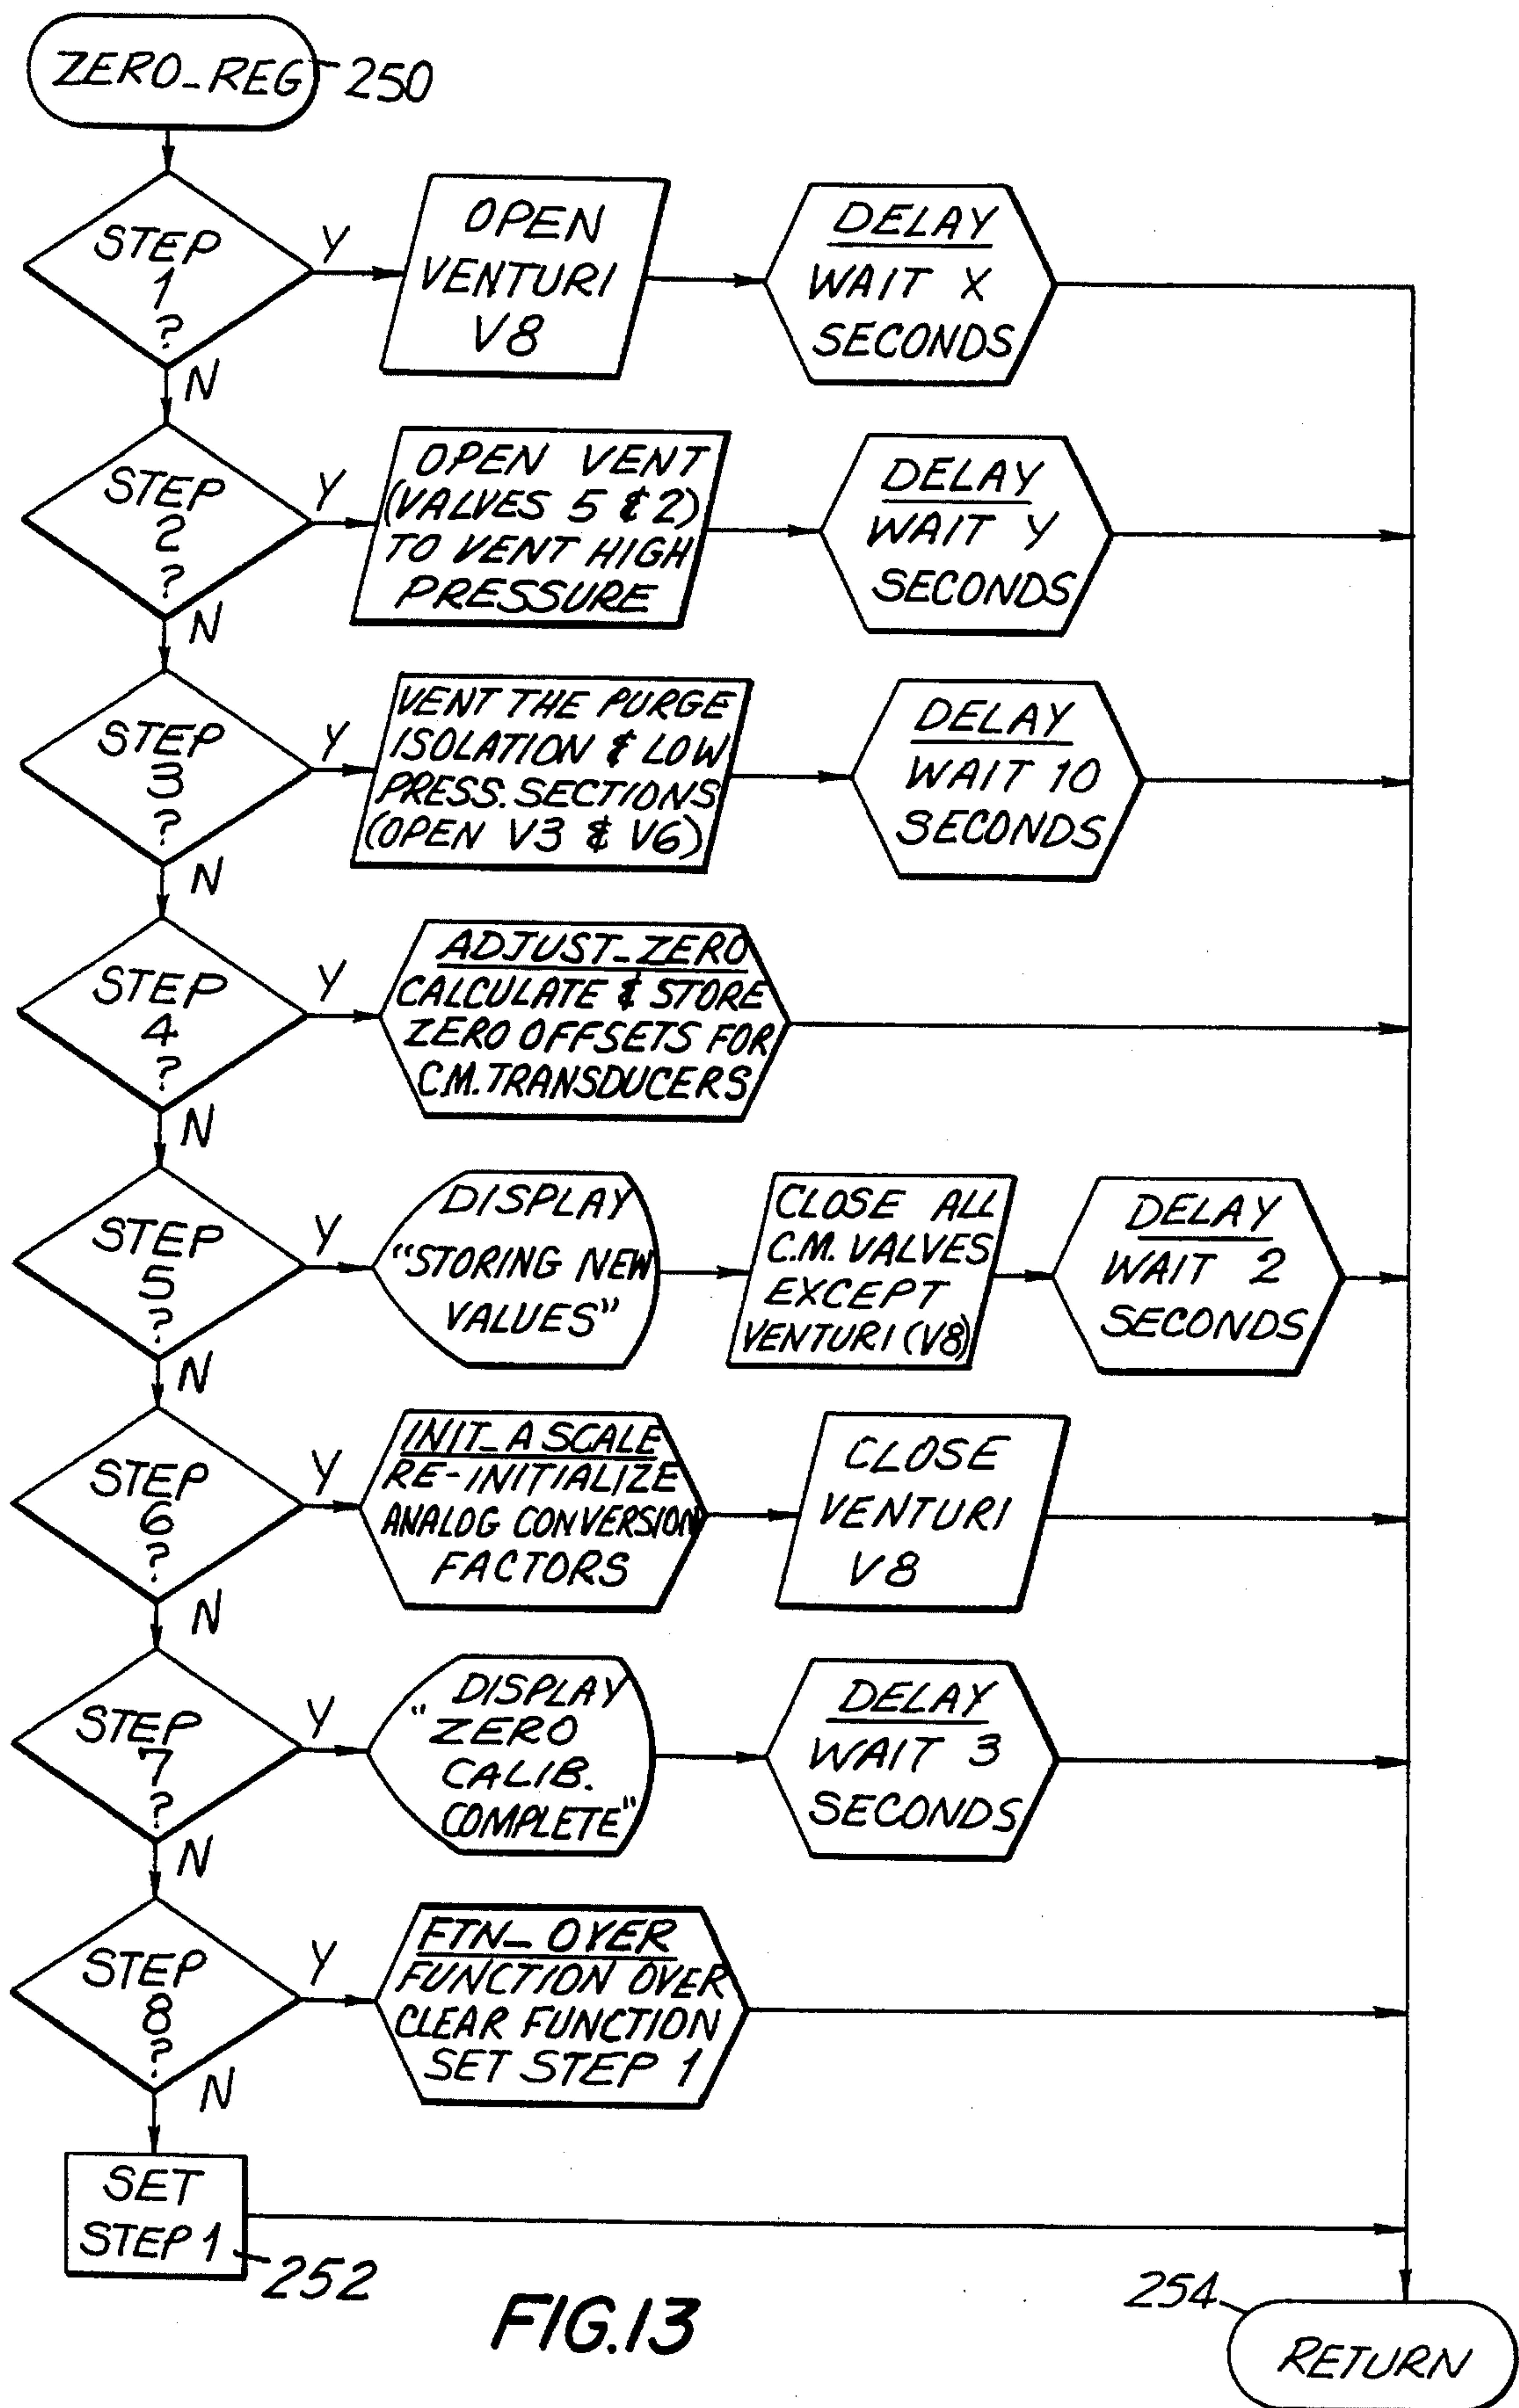 ZERO_REG
250
STEP
1
?
Y
N
OPEN
VENTURI
V8
DELAY
WAIT X
SECONDS
STEP
2
?
Y
N
OPEN VENT
(VALVES 5 & 2)
TO VENT HIGH
PRESSURE
DELAY
WAIT Y
SECONDS
STEP
3
?
Y
N
VENT THE PURGE
ISOLATION & LOW
PRESS. SECTIONS
(OPEN V3 & V6)
DELAY
WAIT 10
SECONDS
STEP
4
?
Y
N
ADJUST_ZERO
CALCULATE & STORE
ZERO OFFSETS FOR
C.M. TRANSDUCERS
STEP
5
?
Y
N
DISPLAY
"STORING NEW
VALUES"
CLOSE ALL
C.M. VALVES
EXCEPT
VENTURI (V8)
DELAY
WAIT 2
SECONDS
STEP
6
?
Y
N
INIT_A SCALE
RE-INITIALIZE
ANALOG CONVERSION
FACTORS
CLOSE
VENTURI
V8
STEP
7
?
Y
N
DISPLAY
"ZERO
CALIB.
COMPLETE"
DELAY
WAIT 3
SECONDS
STEP
8
?
Y
N
FTN_OVER
FUNCTION OVER
CLEAR FUNCTION
SET STEP 1
SET
STEP 1
252
254
RETURN
FIG.13